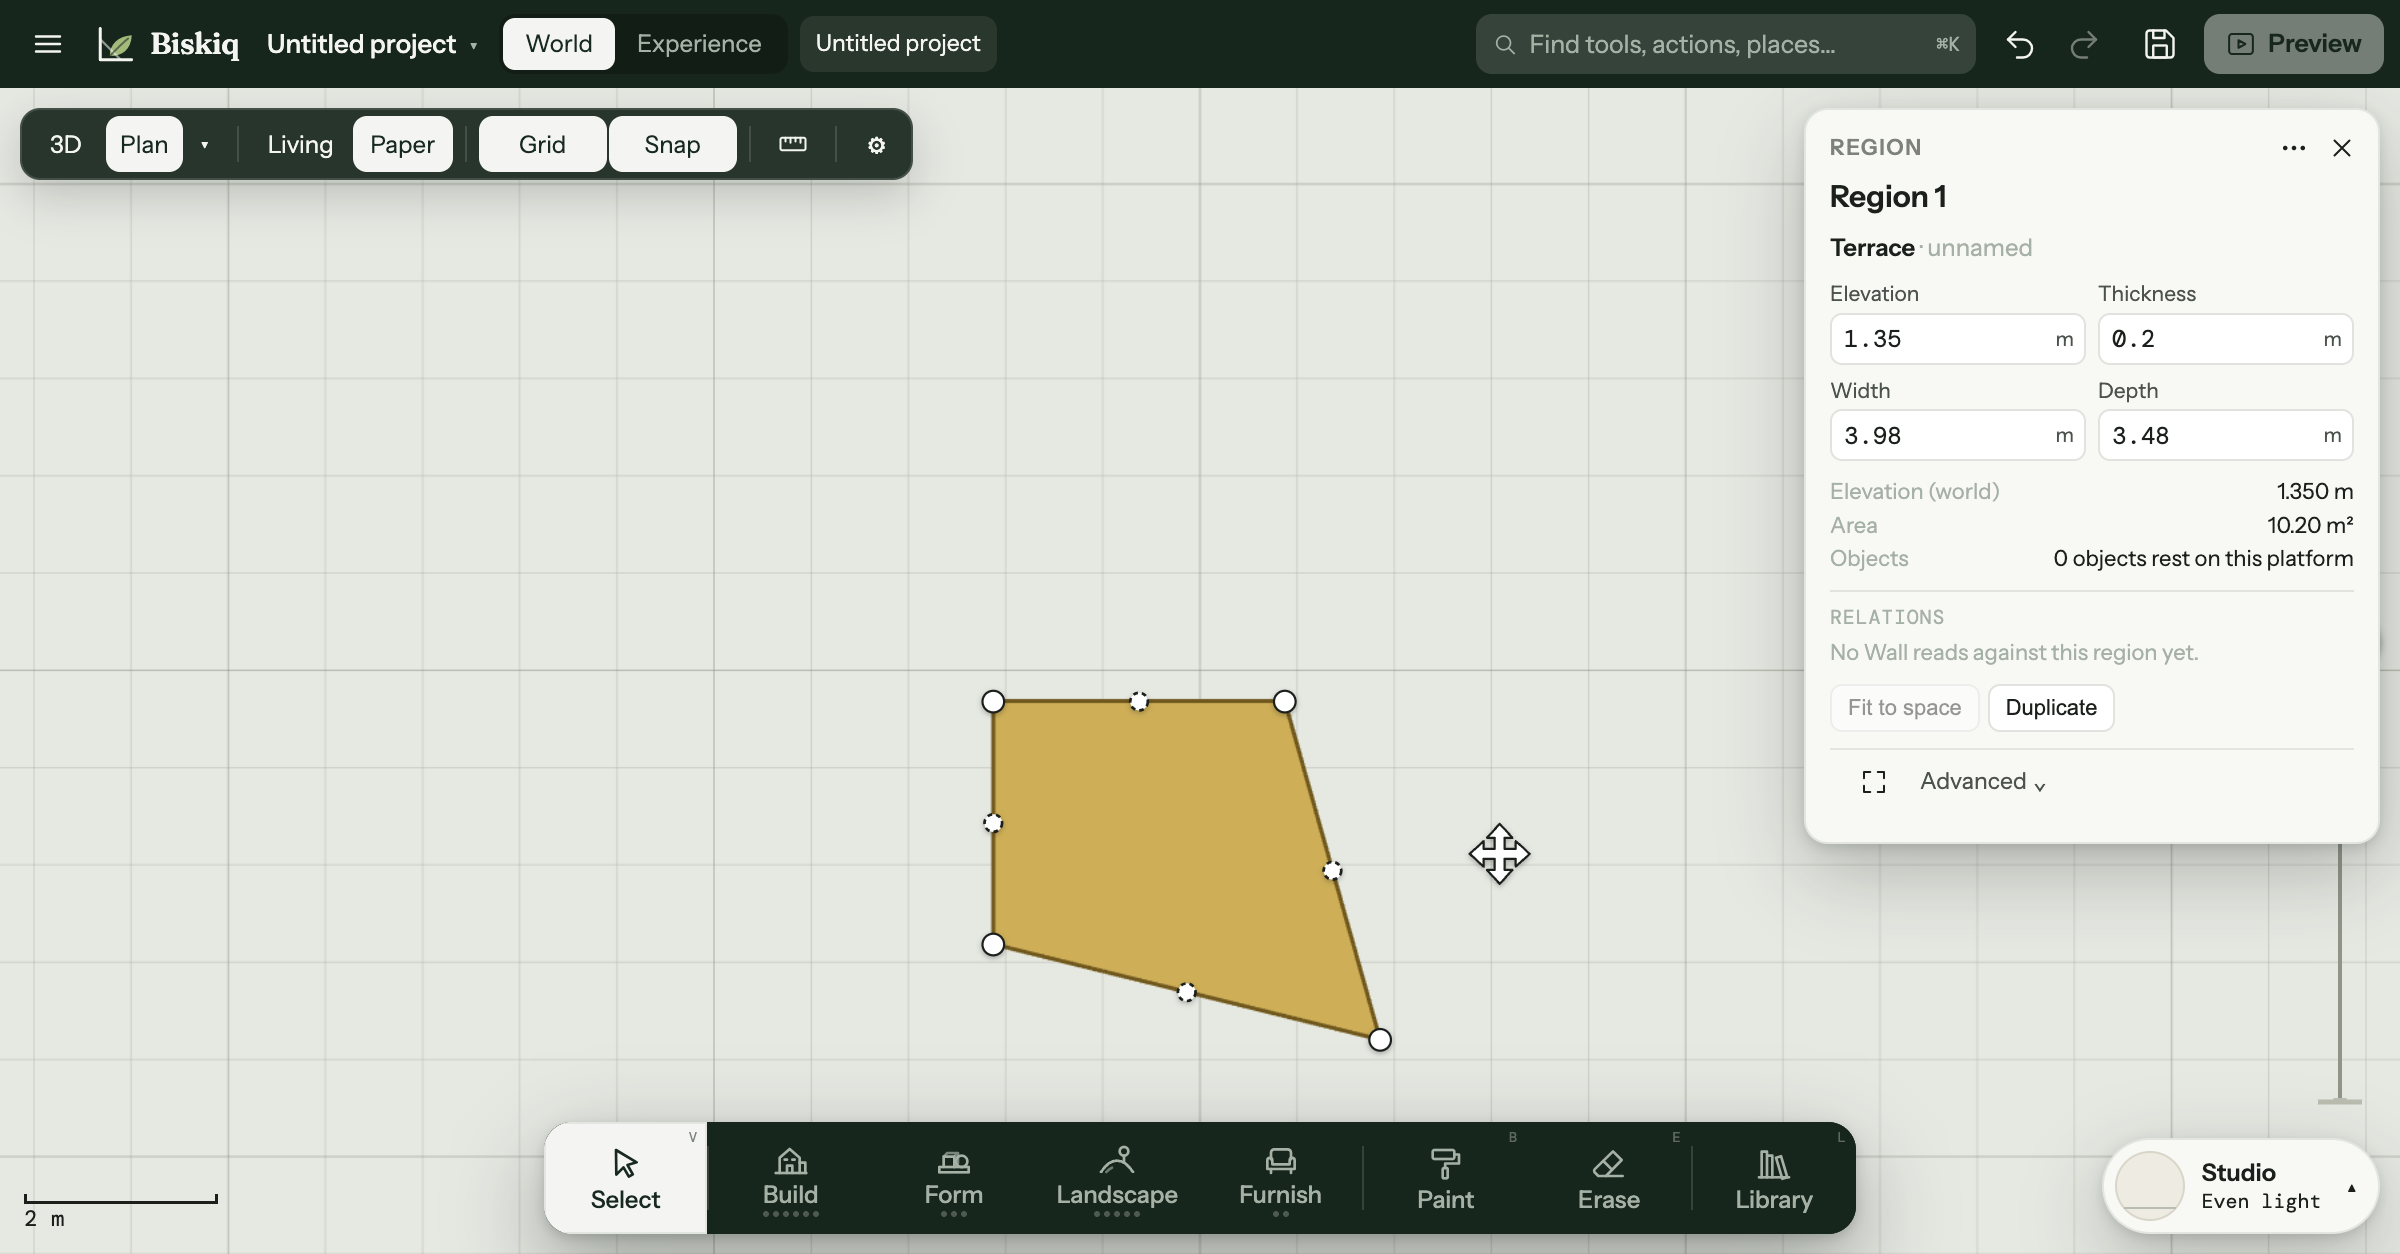 Biskiq Untitled project World Experience Untitled project Find tools, actions, places... ⌘K Preview
3D Plan Living Paper Grid Snap
REGION
Region 1
Terrace · unnamed
Elevation Thickness
1.35 m 0.2 m
Width Depth
3.98 m 3.48 m
Elevation (world) 1.350 m
Area 10.20 m²
Objects 0 objects rest on this platform
RELATIONS
No Wall reads against this region yet.
Fit to space Duplicate
Advanced
V B E L
Select Build Form Landscape Furnish Paint Erase Library
2 m
Studio
Even light